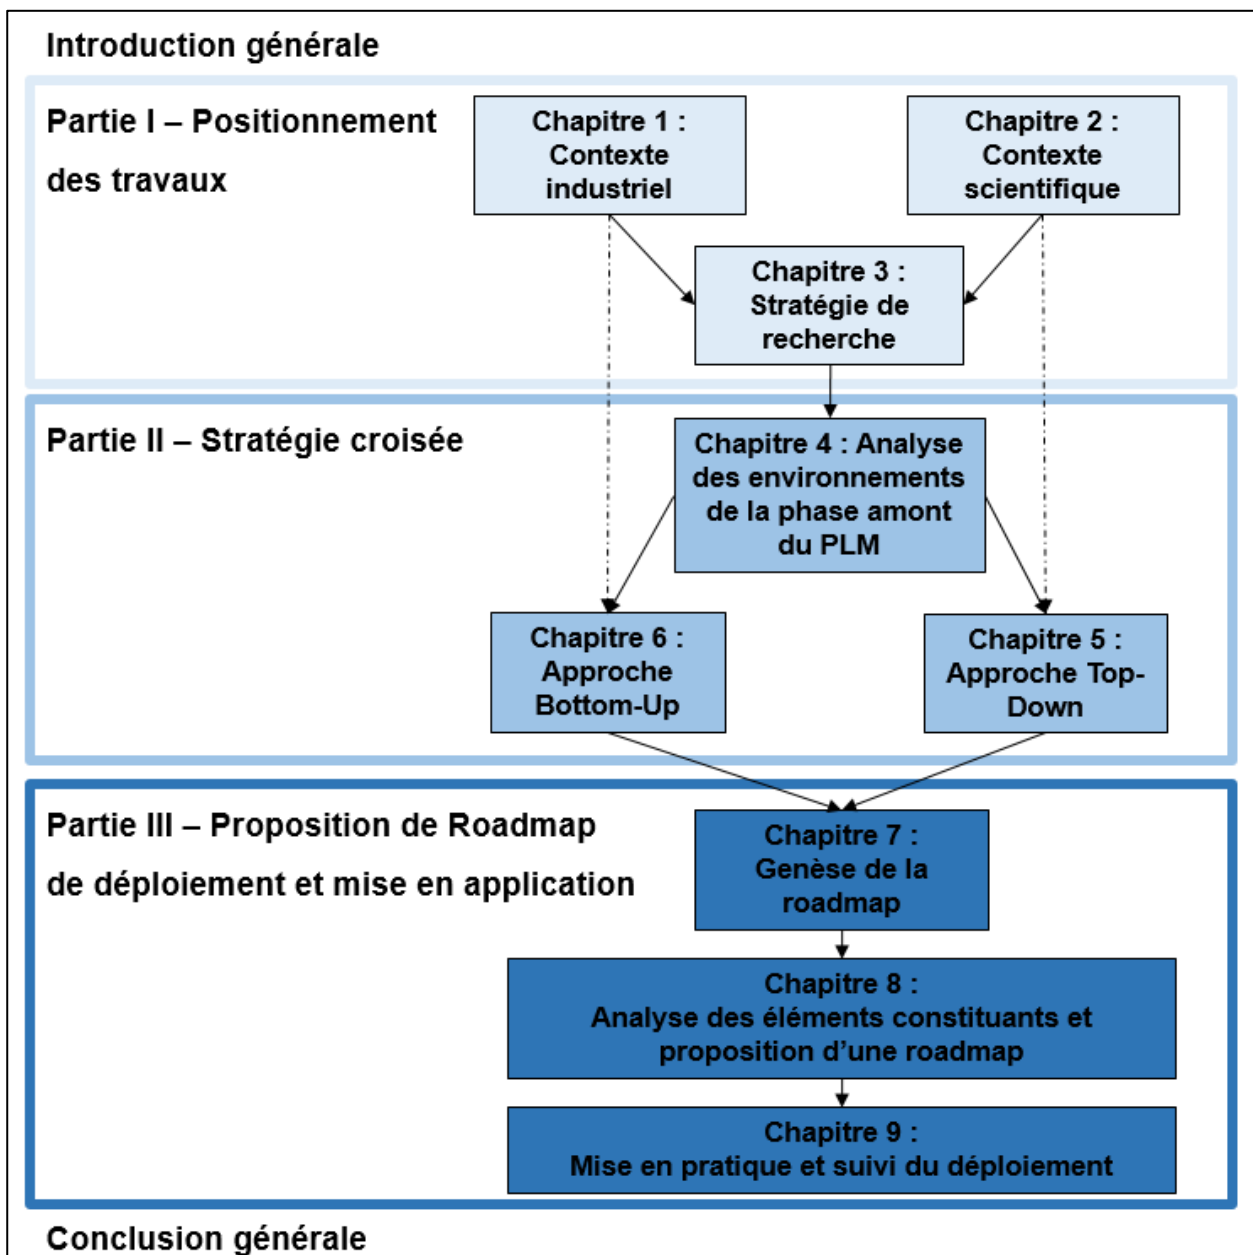 Introduction générale
Partie I – Positionnement
des travaux
Chapitre 1 :
Contexte
industriel
Chapitre 2 :
Contexte
scientifique
Chapitre 3 :
Stratégie de
recherche
Partie II – Stratégie croisée
Chapitre 4 : Analyse
des environnements
de la phase amont
du PLM
Chapitre 6 :
Approche
Bottom-Up
Chapitre 5 :
Approche Top-
Down
Partie III – Proposition de Roadmap
de déploiement et mise en application
Chapitre 7 :
Genèse de la
roadmap
Chapitre 8 :
Analyse des éléments constituants et
proposition d’une roadmap
Chapitre 9 :
Mise en pratique et suivi du déploiement
Conclusion générale